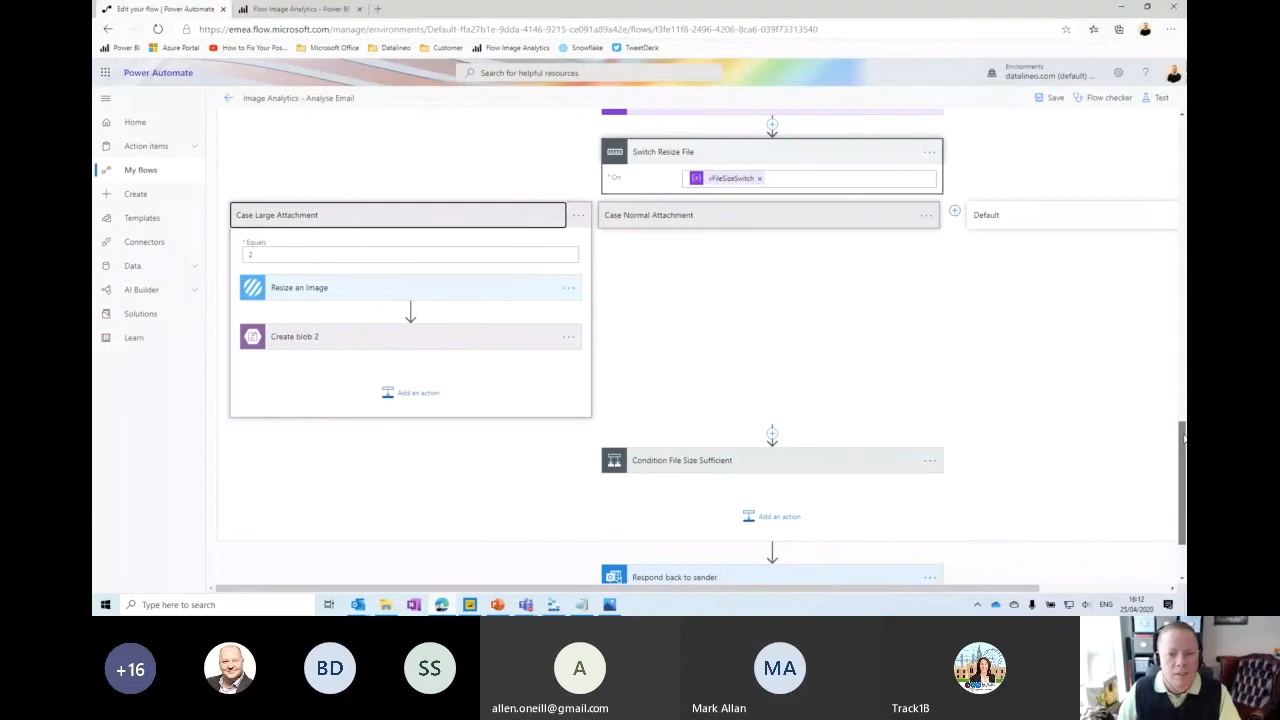 Edit your flow | Power Automate
Flow Image Analytics - Power BI
https://emea.flow.microsoft.com/manage/environments/Default-ffa27b1e-9dda-4146-9215-ce091a89a42e/flows/f3fe11f8-2496-4206-8ca6-039f73313540
Power BI
Azure Portal
How to Fix Your Pos...
Microsoft Office
Datalineo
Customer
Flow Image Analytics
Snowflake
TweetDeck
Power Automate
Search for helpful resources
Environments
datalineo.com (default) ...
Image Analytics - Analyse Email
Save
Flow checker
Test
Home
Action items
My flows
Create
Templates
Connectors
Data
AI Builder
Solutions
Learn
Switch Resize File
* On
vFileSizeSwitch
Case Large Attachment
Case Normal Attachment
Default
* Equals
2
Resize an Image
Create blob 2
Add an action
Condition File Size Sufficient
Add an action
Respond back to sender
Type here to search
ENG
16:12
25/04/2020
+16
BD
SS
A
MA
allen.oneill@gmail.com
Mark Allan
Track1B